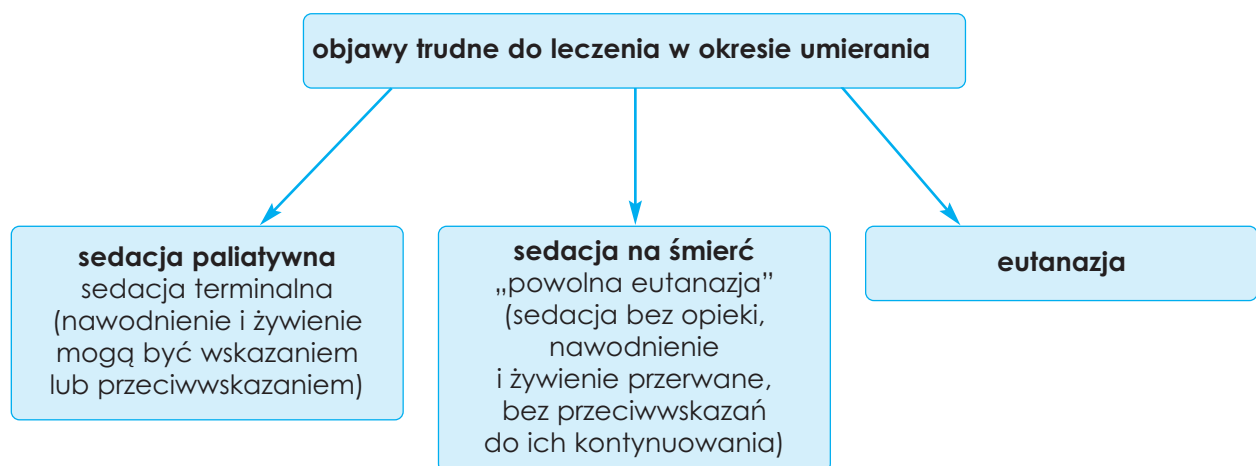 objawy trudne do leczenia w okresie umierania
sedacja paliatywna
sedacja terminalna
(nawodnienie i żywienie
mogą być wskazaniem
lub przeciwwskazaniem)
sedacja na śmierć
„powolna eutanazja”
(sedacja bez opieki,
nawodnienie
i żywienie przerwane,
bez przeciwwskazań
do ich kontynuowania)
eutanazja